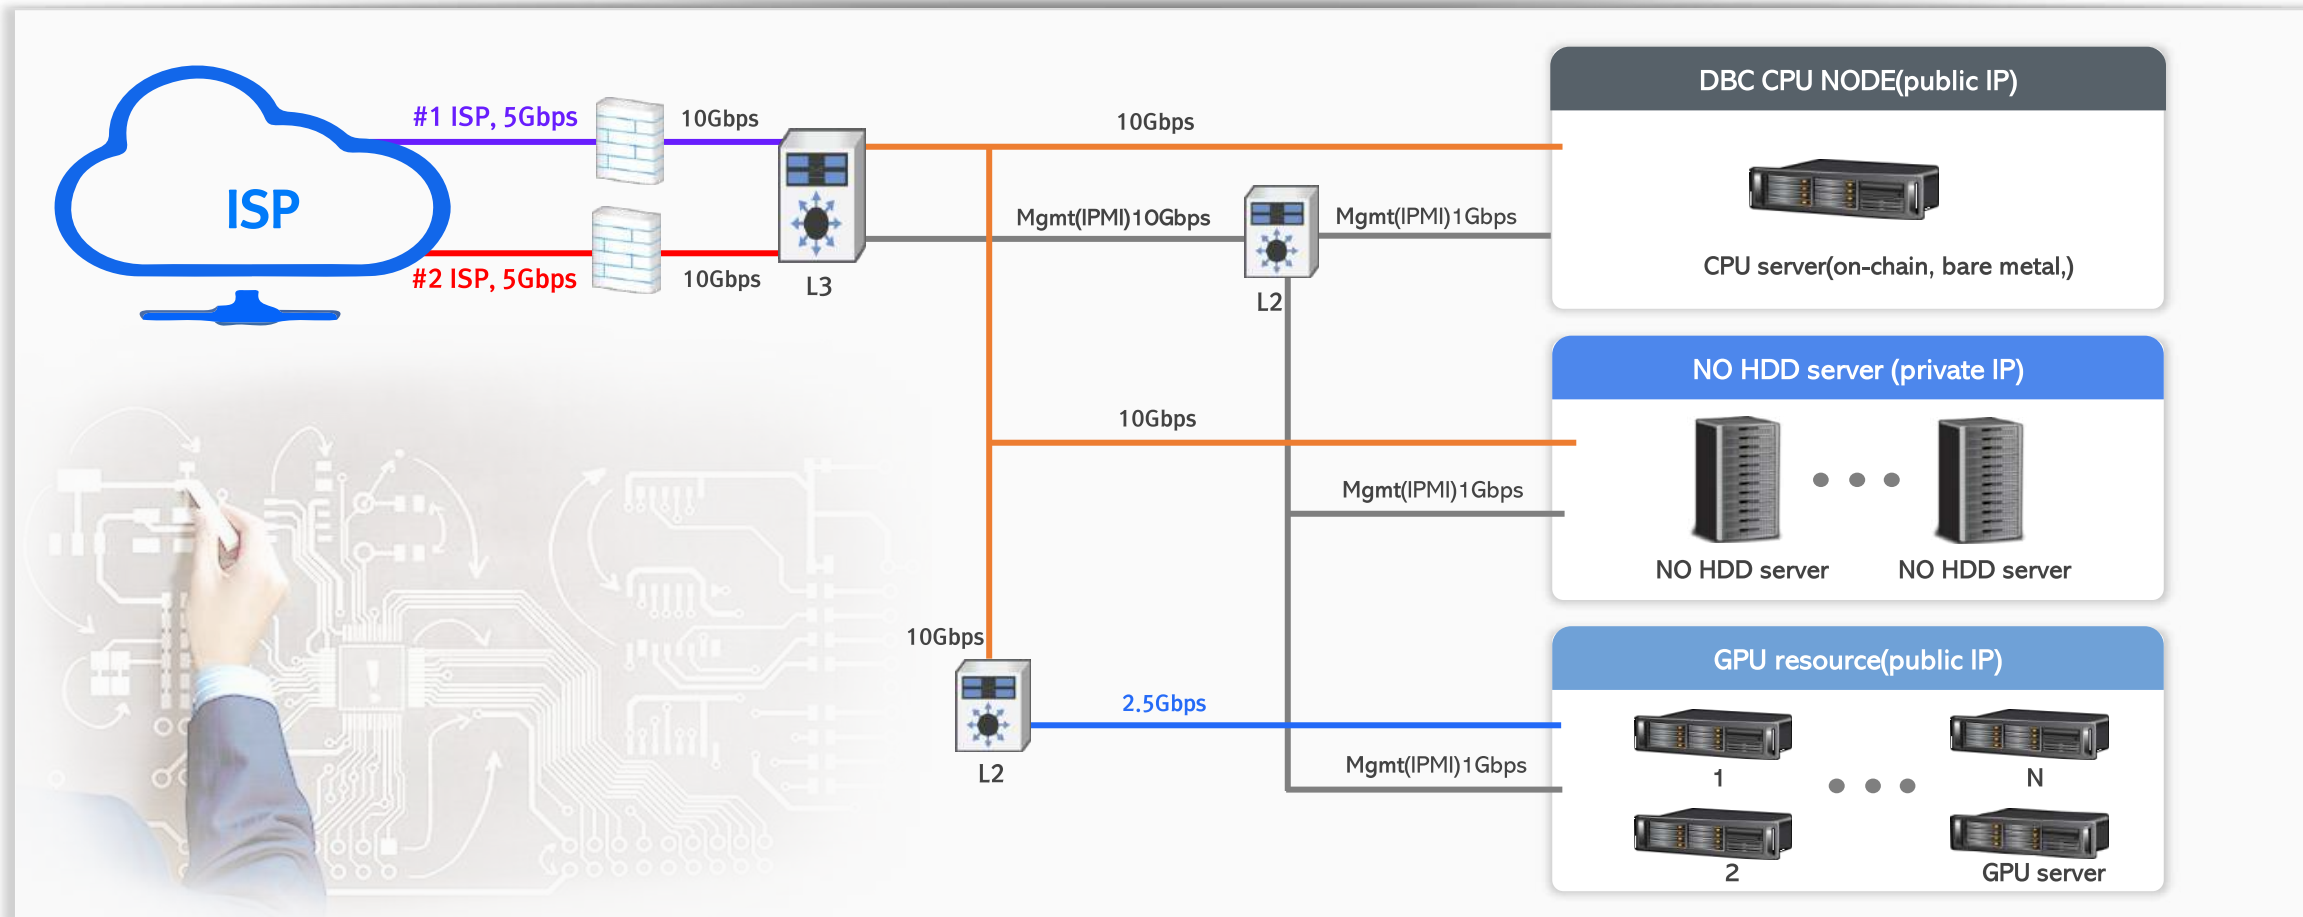 ISP
#1 ISP, 5Gbps
10Gbps
#2 ISP, 5Gbps
10Gbps
L3
10Gbps
Mgmt(IPMI)10Gbps
L2
Mgmt(IPMI)1Gbps
DBC CPU NODE(public IP)
CPU server(on-chain, bare metal,)
10Gbps
Mgmt(IPMI)1Gbps
NO HDD server (private IP)
NO HDD server
NO HDD server
10Gbps
L2
2.5Gbps
Mgmt(IPMI)1Gbps
GPU resource(public IP)
1
N
2
GPU server